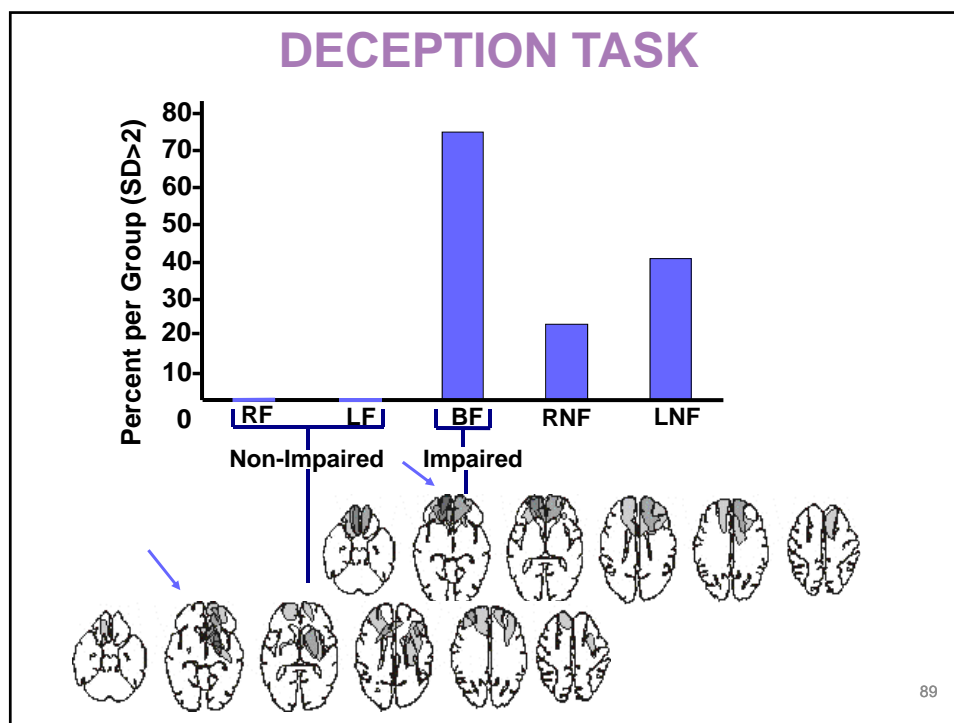 DECEPTION TASK
Percent per Group (SD>2)
80
70
60
50
40
30
20
10
0
RF LF BF RNF LNF
Non-Impaired Impaired
89